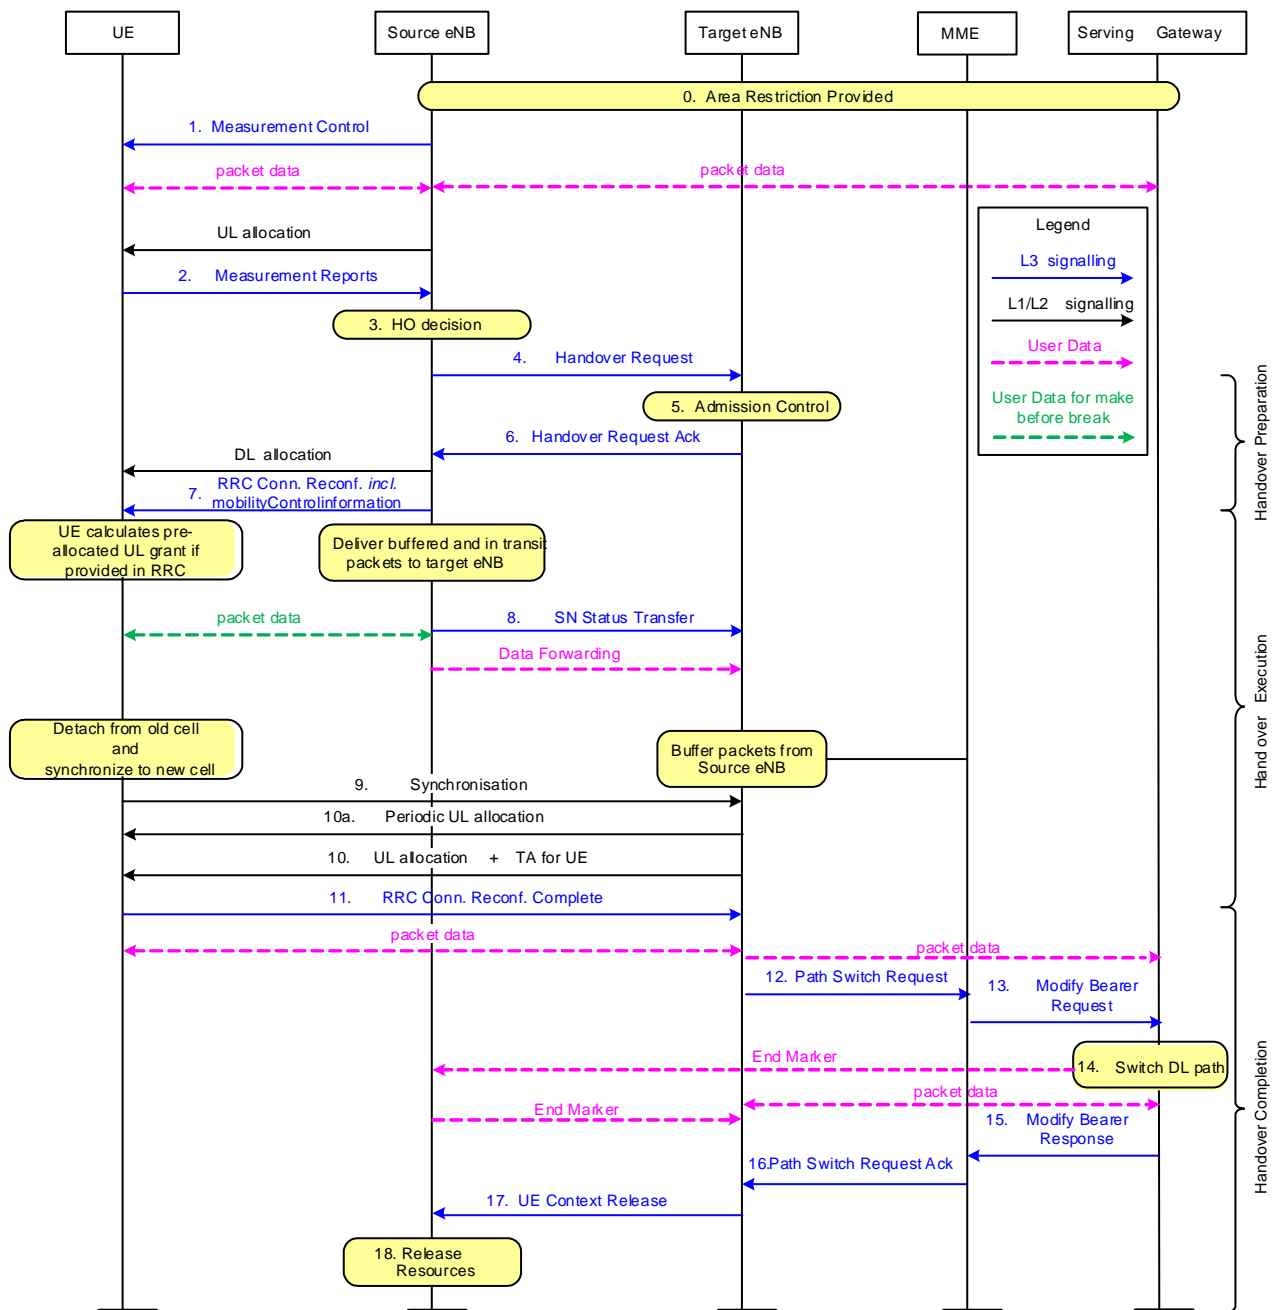 UE
Source eNB
Target eNB
MME
Serving Gateway
0. Area Restriction Provided
1. Measurement Control
packet data
packet data
Legend
UL allocation
L3 signalling
2. Measurement Reports
L1/L2 signalling
3. HO decision
User Data
4. Handover Request
User Data for make
before break
5. Admission Control
6. Handover Request Ack
Handover Preparation
DL allocation
7. RRC Conn. Reconf. incl.
mobilityControlinformation
UE calculates pre-
allocated UL grant if
provided in RRC
Deliver buffered and in transit
packets to target eNB
packet data
8. SN Status Transfer
Data Forwarding
Hand over Execution
Detach from old cell
and
synchronize to new cell
Buffer packets from
Source eNB
9. Synchronisation
10a. Periodic UL allocation
10. UL allocation + TA for UE
11. RRC Conn. Reconf. Complete
packet data
packet data
12. Path Switch Request
13. Modify Bearer
Request
End Marker
14. Switch DL path
packet data
End Marker
15. Modify Bearer
Response
Handover Completion
16.Path Switch Request Ack
17. UE Context Release
18. Release
Resources